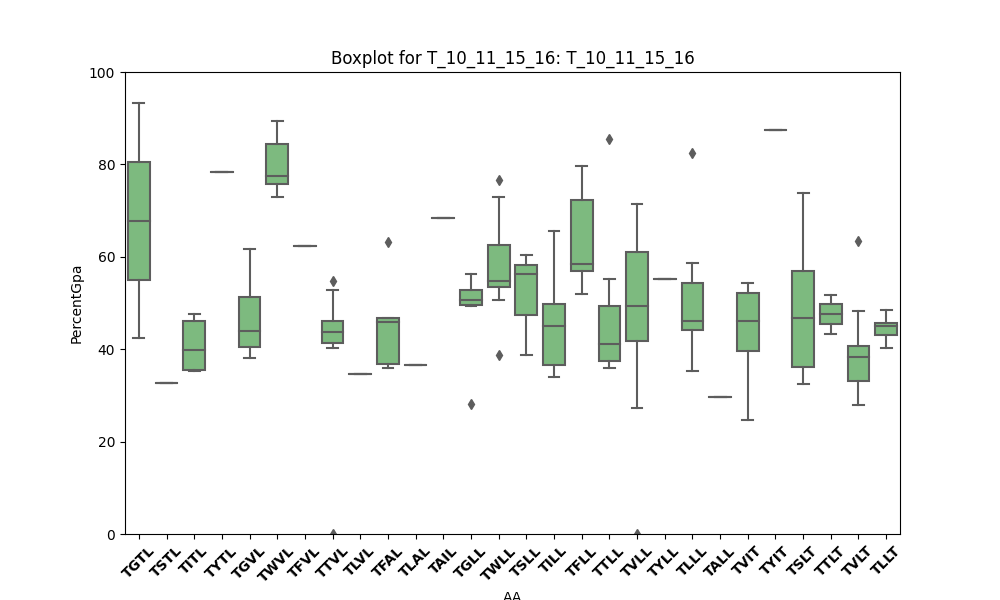 Boxplot for T_10_11_15_16: T_10_11_15_16
PercentGpa
100
80
60
40
20
0
TGTL TSTL TITL TYTL TGVL TWVL TFVL TTVL TLVL TFAL TLAL TAIL TGLL TWLL TSLL TILL TFLL TTLL TVLL TYLL TLLL TALL TVIT TYIT TSLT TTLT TVLT TLLT
AA